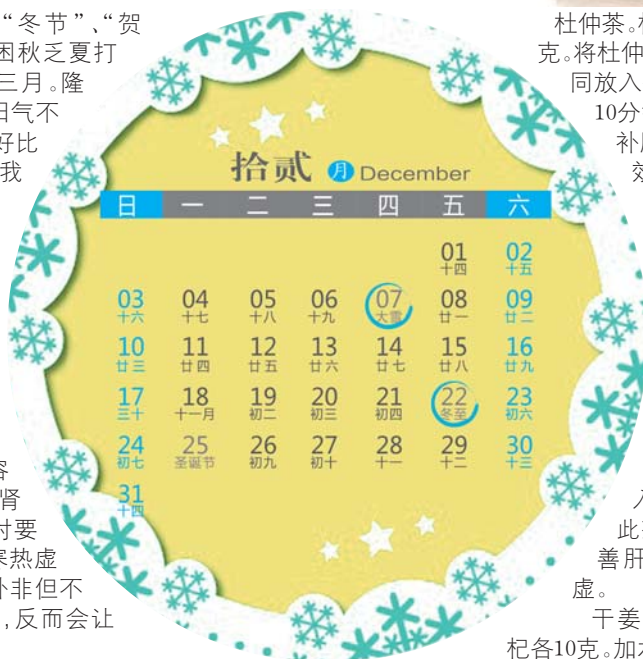 “冬节”、“贺
困秋乏夏打
三月。隆
阳气不
好比
我
拾贰 月 December
日 一 二 三 四 五 六
01 02
十四 十五
03 04 05 06 07 08 09
十六 十七 十八 十九 大雪 廿一 廿二
10 11 12 13 14 15 16
廿三 廿四 廿五 廿六 廿七 廿八 廿九
17 18 19 20 21 22 23
三十 十一月 初二 初三 初四 冬至 初六
24 25 26 27 28 29 30
初七 圣诞节 初九 初十 十一 十二 十三
31
十四
肾
时要
寒热虚
补非但不
,反而会让
杜仲茶。
克。将杜仲
同放入
10分
补
此
善肝
虚。
干姜
杞各10克。加水